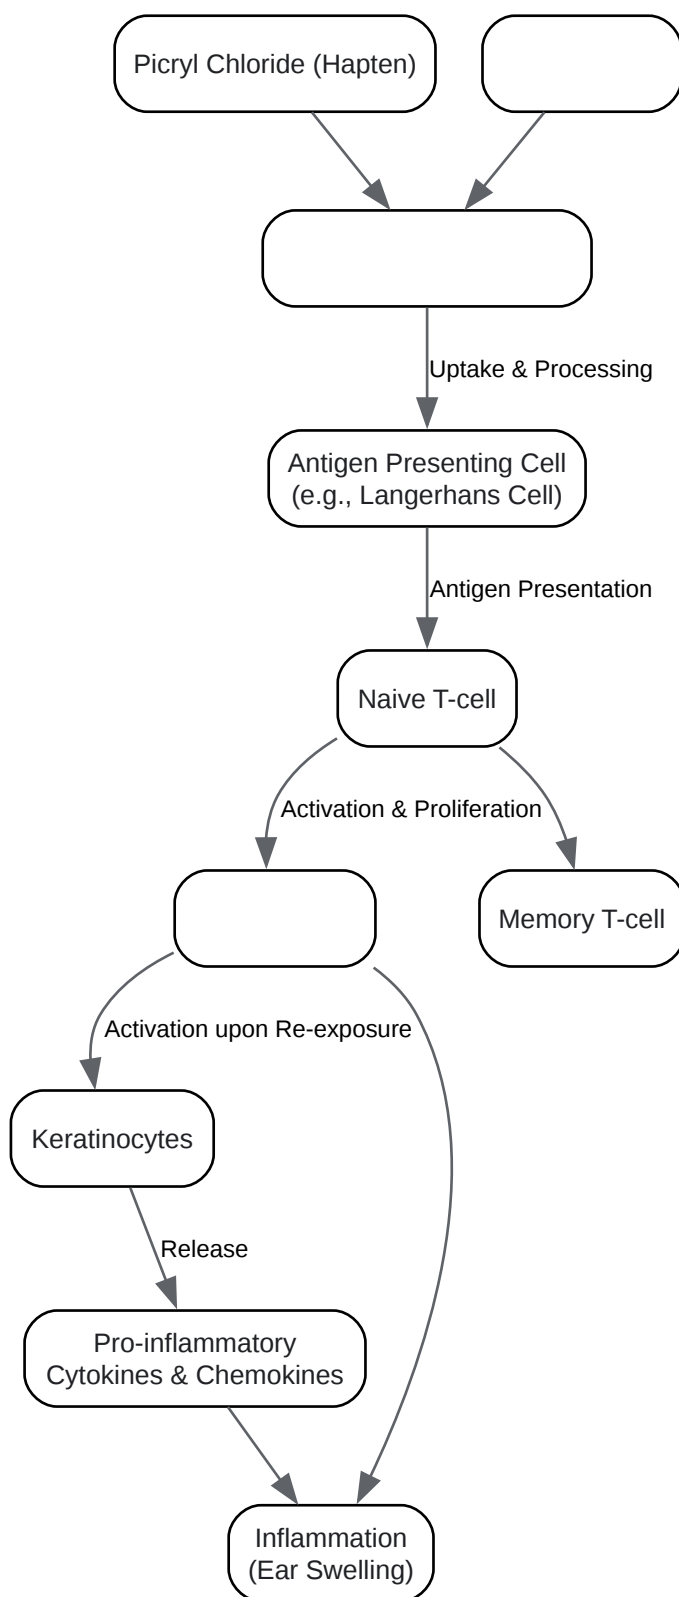 Picryl Chloride (Hapten)
Uptake & Processing
Antigen Presenting Cell
(e.g., Langerhans Cell)
Antigen Presentation
Naive T-cell
Activation & Proliferation
Memory T-cell
Activation upon Re-exposure
Keratinocytes
Release
Pro-inflammatory
Cytokines & Chemokines
Inflammation
(Ear Swelling)